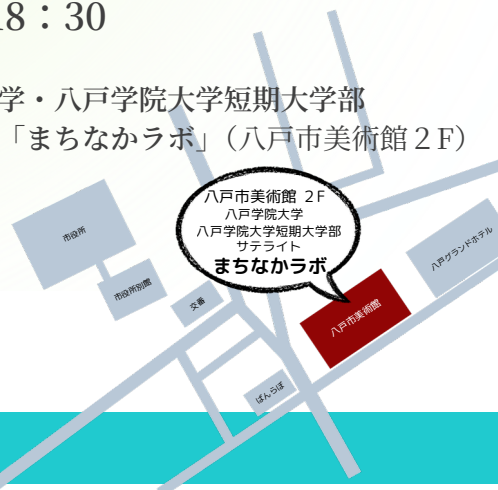 18：30
学・八戸学院大学短期大学部
「まちなかラボ」（八戸市美術館２F）
八戸市美術館 2F
八戸学院大学
八戸学院大学短期大学部
サテライト
まちなかラボ
市役所
市役所別館
交番
八戸グランドホテル
八戸市美術館
ばんらぼ